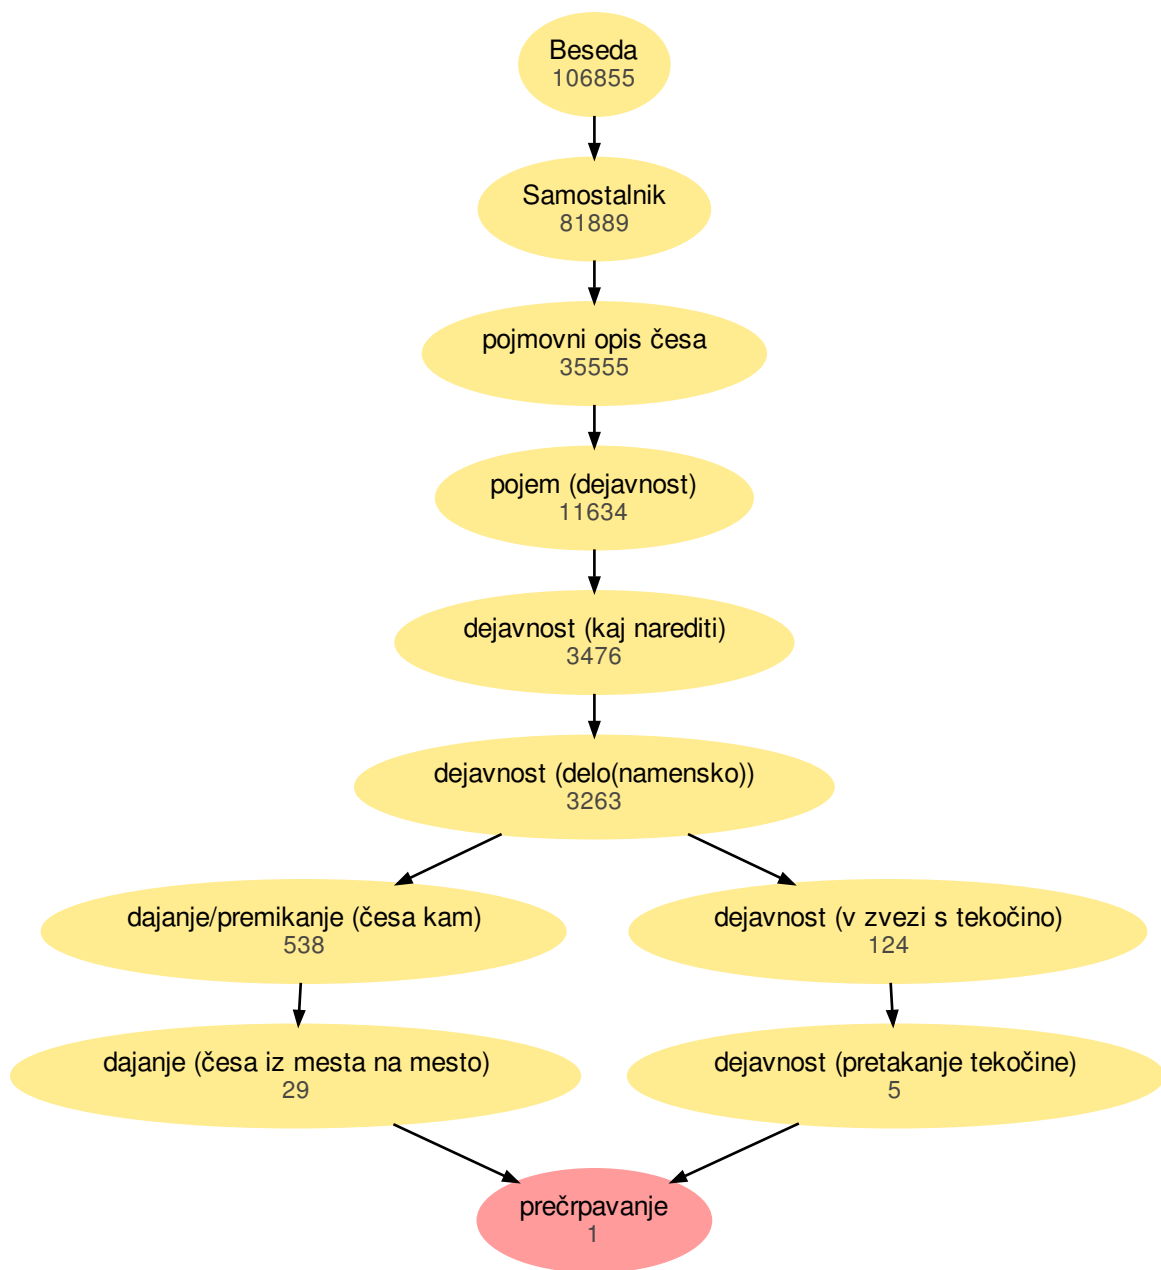 Beseda
106855
Samostalnik
81889
pojmovni opis česa
35555
pojem (dejavnost)
11634
dejavnost (kaj narediti)
3476
dejavnost (delo(namensko))
3263
dajanje/premikanje (česa kam)
538
dejavnost (v zvezi s tekočino)
124
dajanje (česa iz mesta na mesto)
29
dejavnost (pretakanje tekočine)
5
prečrpavanje
1